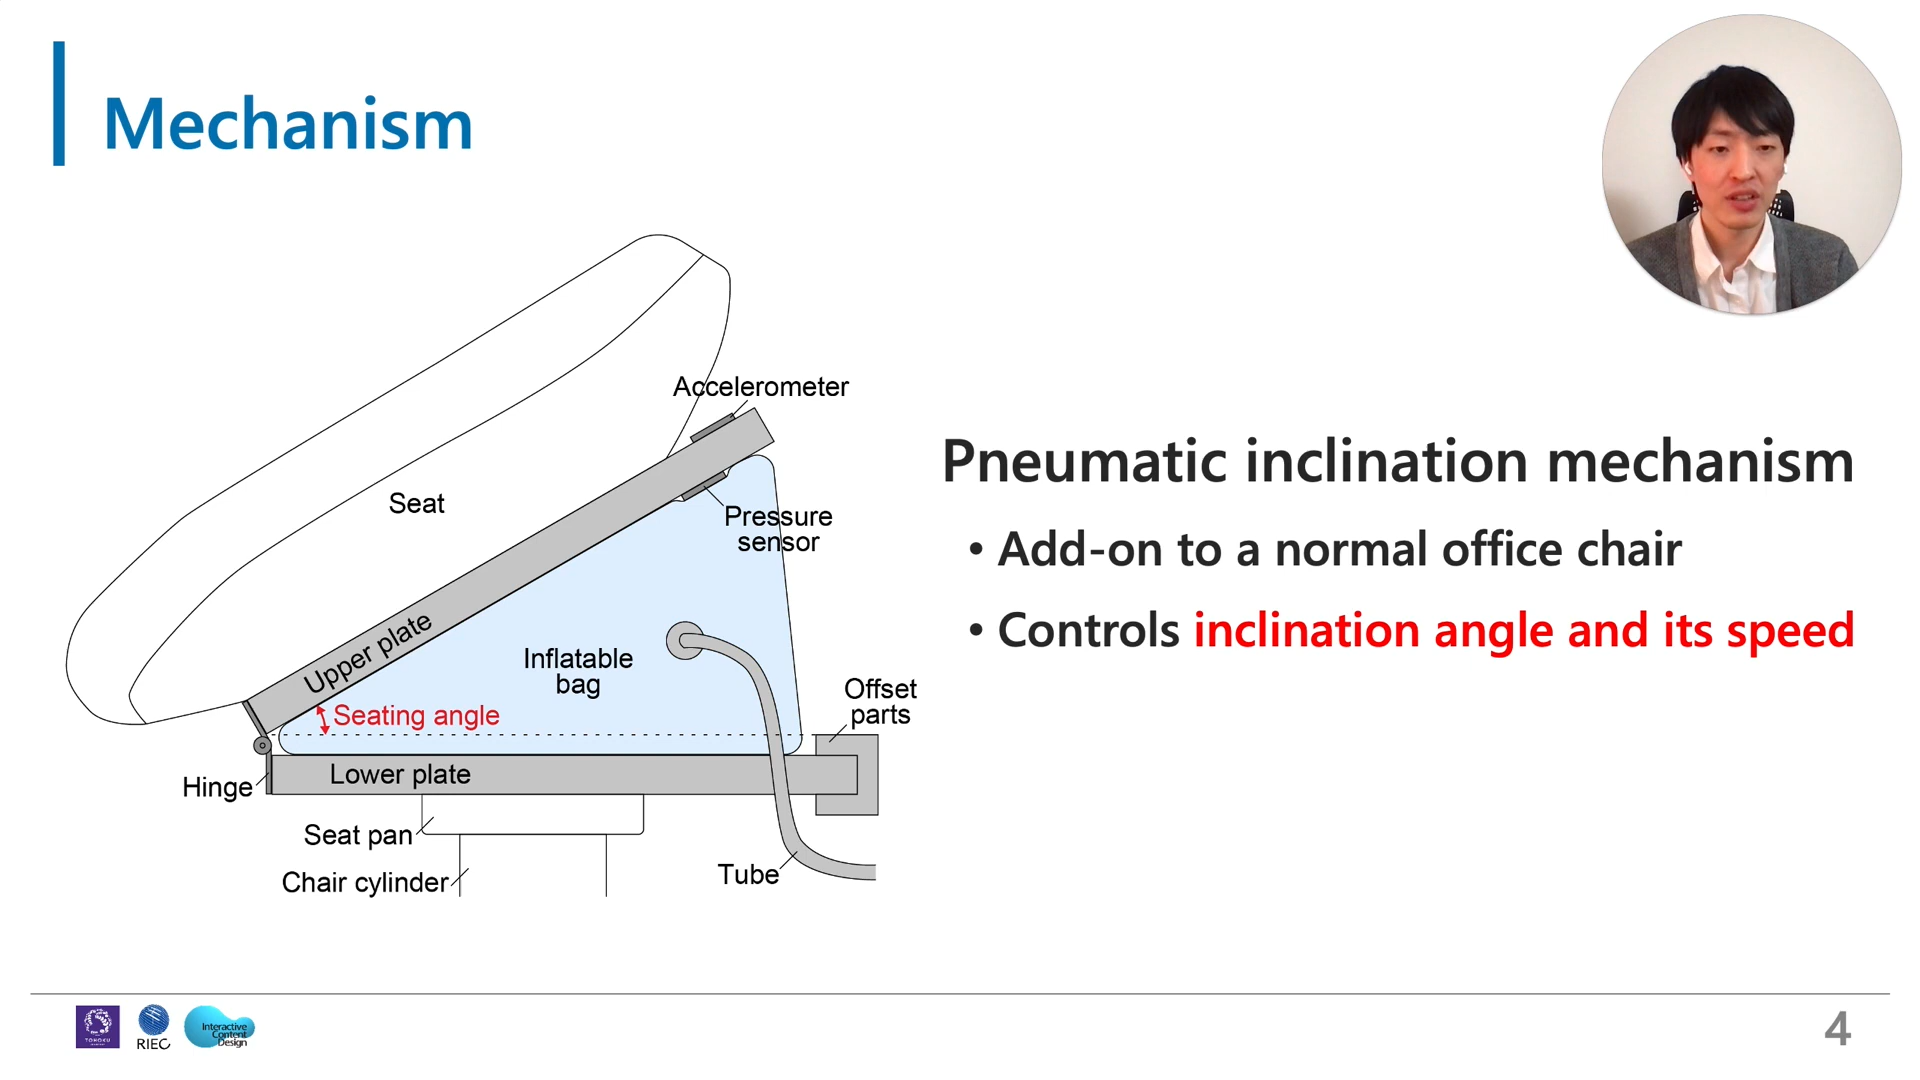 Mechanism
Accelerometer
Seat
Pressure
sensor
Upper plate
Inflatable
bag
Seating angle
Offset
parts
Hinge
Lower plate
Seat pan
Chair cylinder
Tube
Pneumatic inclination mechanism
• Add-on to a normal office chair
• Controls inclination angle and its speed
TOHOKU
RIEC
Interactive
Content
Design
4